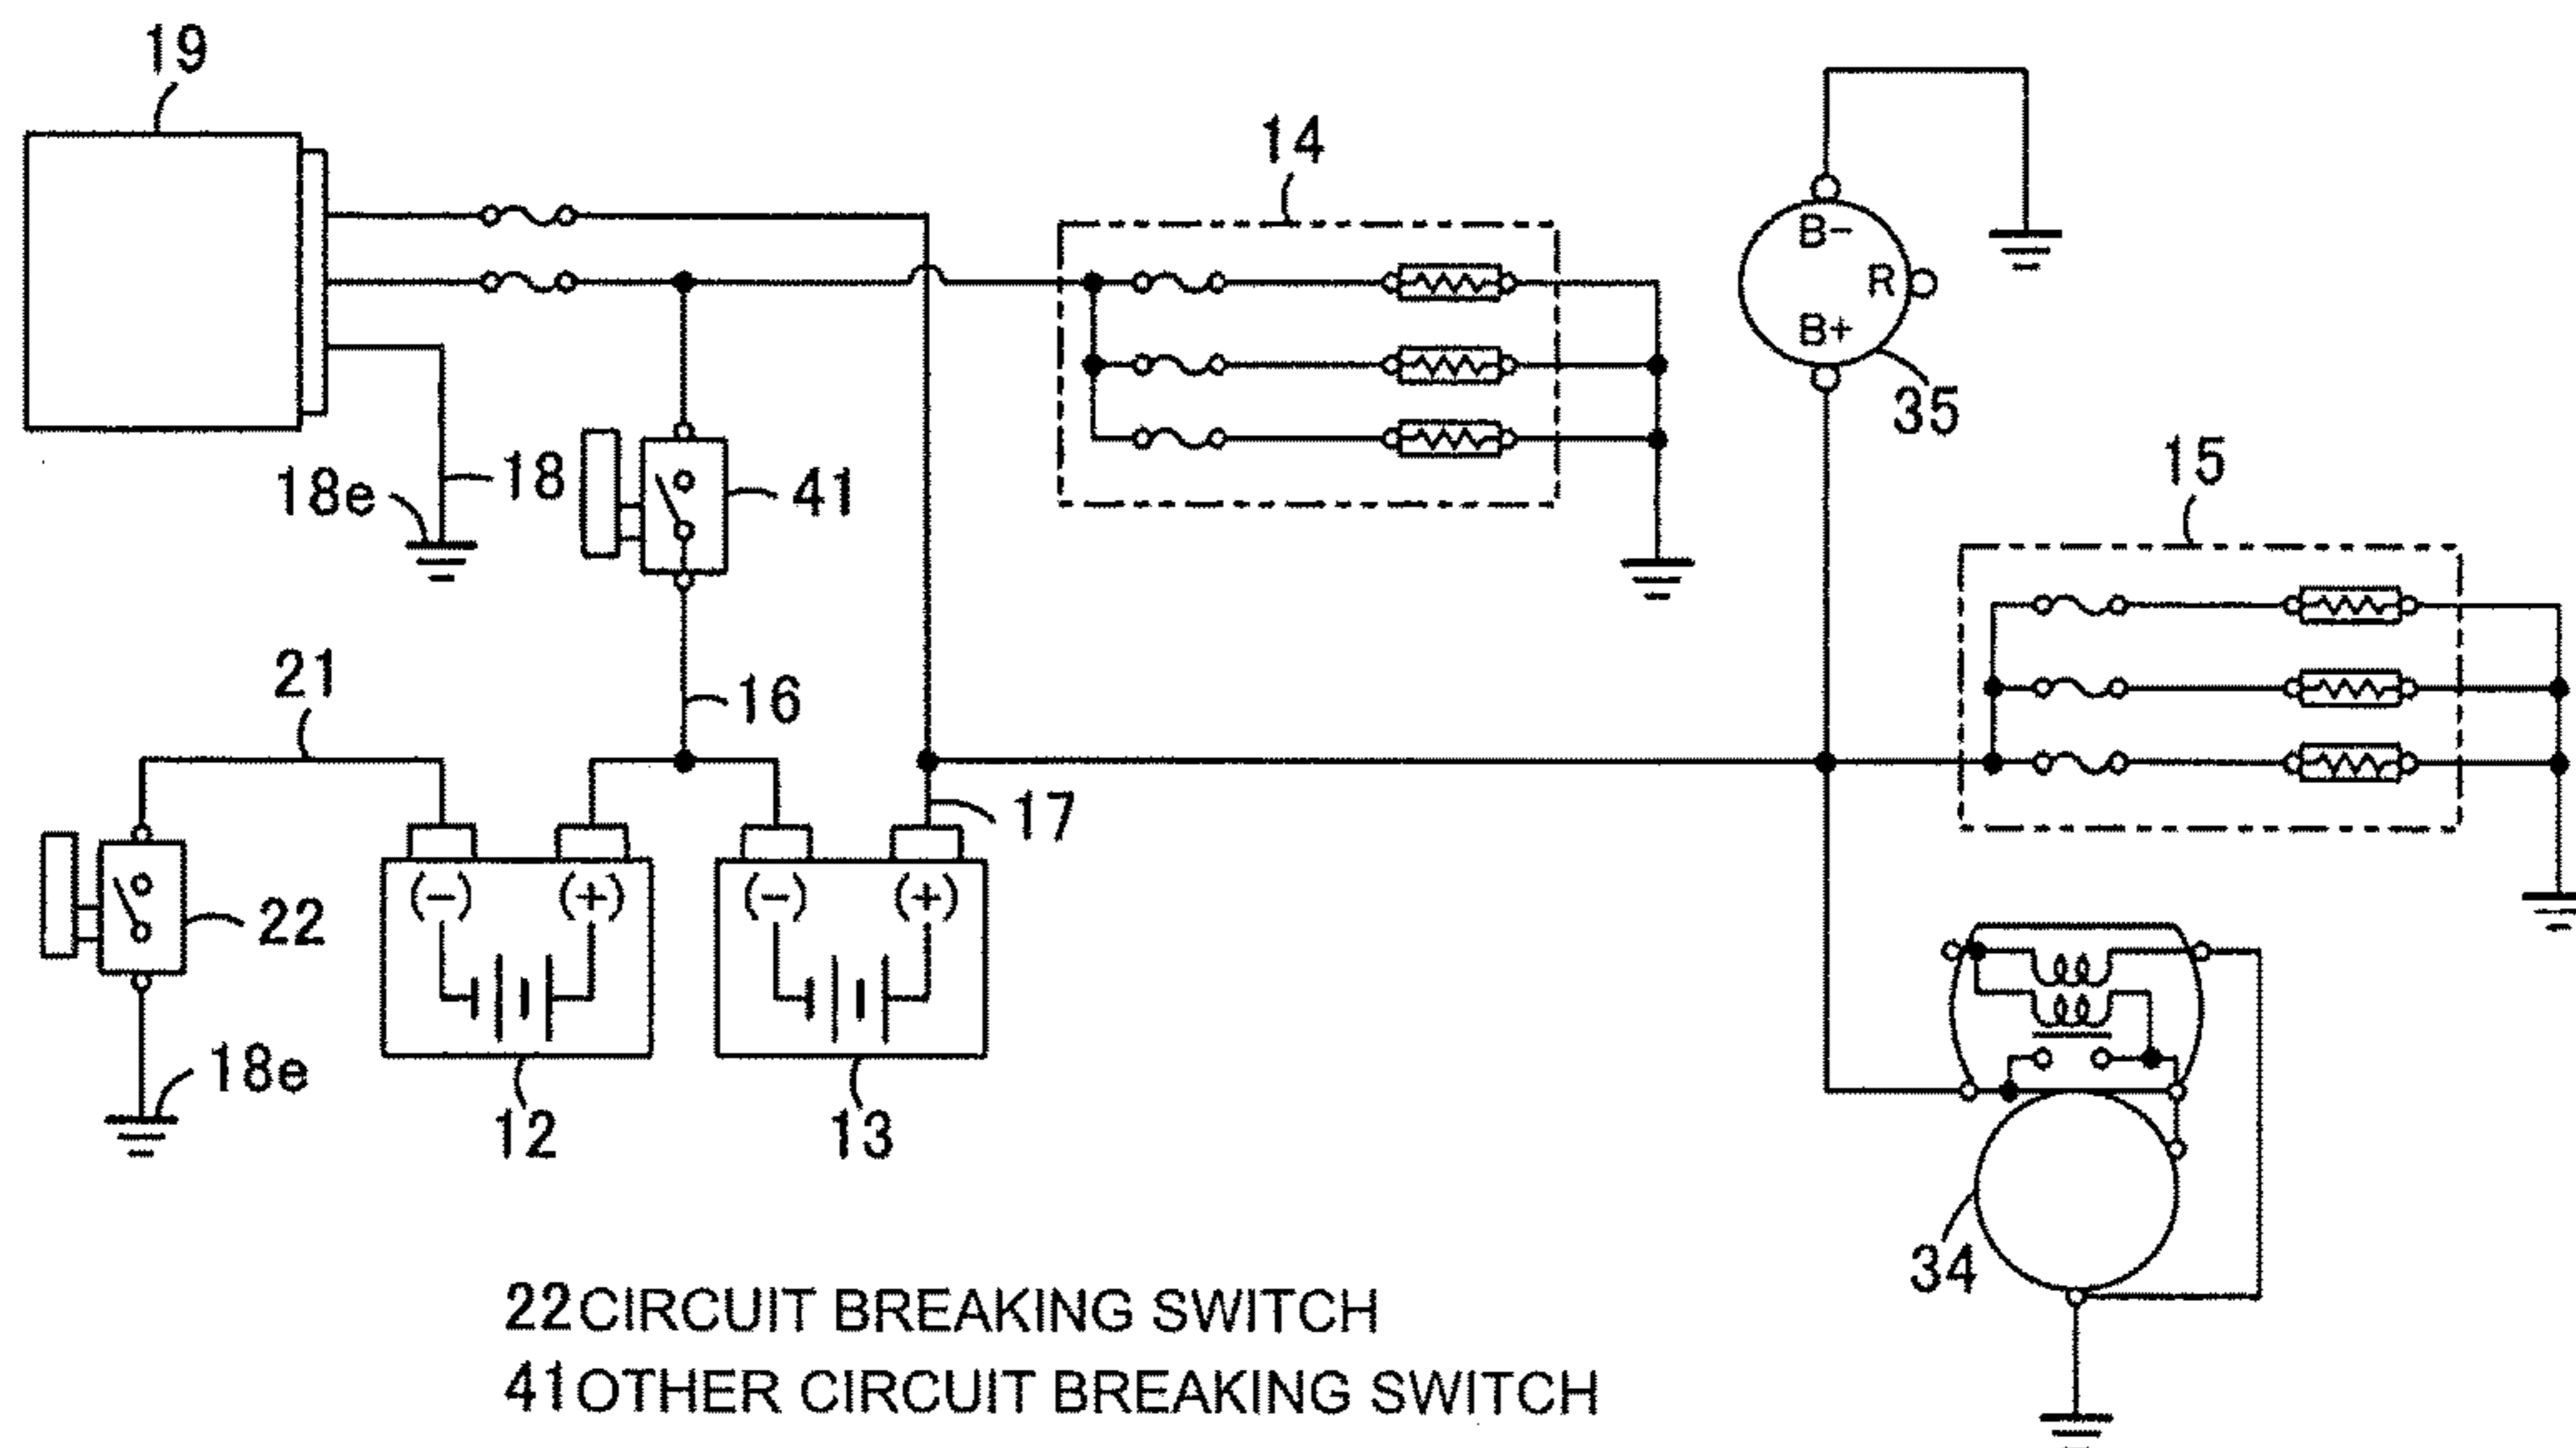 19
14
B-
R
B+
35
15
18e
18
41
21
16
17
22
(-)
(+)
(-)
(+)
18e
12
13
34
22 CIRCUIT BREAKING SWITCH
41 OTHER CIRCUIT BREAKING SWITCH